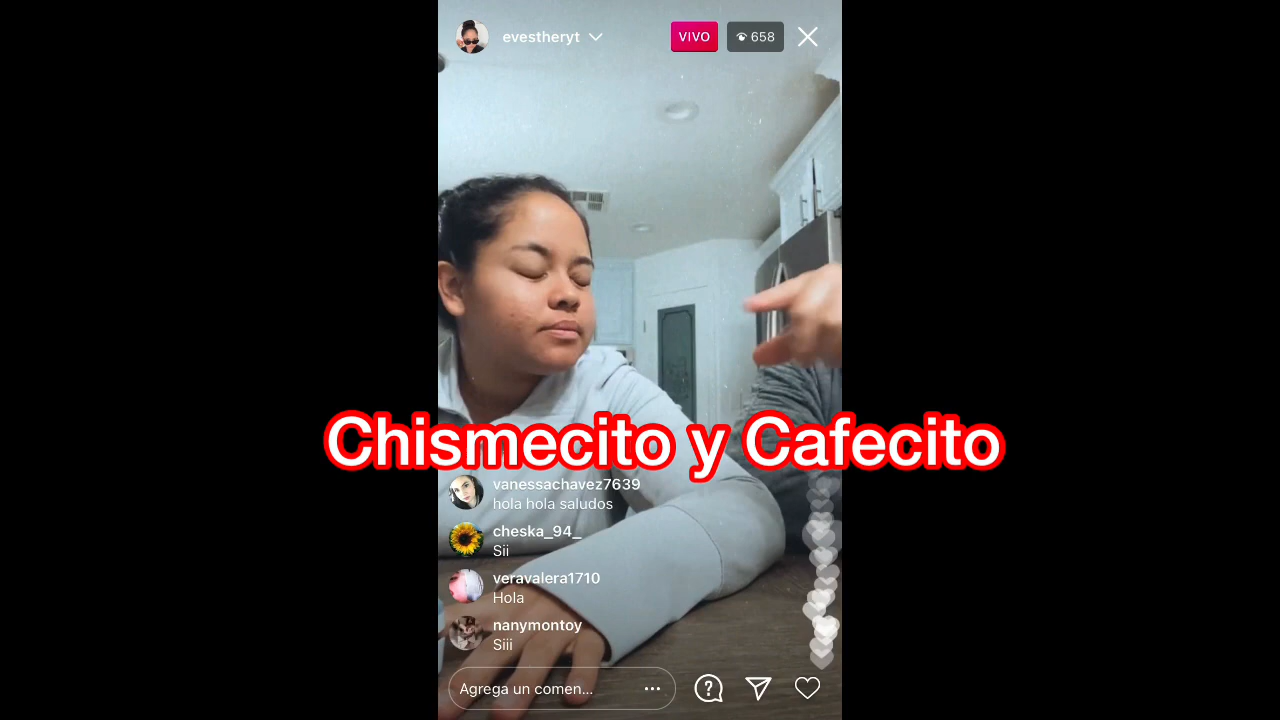 evestheryt
VIVO
658
Chismecito y Cafecito
vanessachavez7639
hola hola saludos
cheska_94_
Sii
veravalera1710
Hola
nanymontoy
Siii
Agrega un comen...